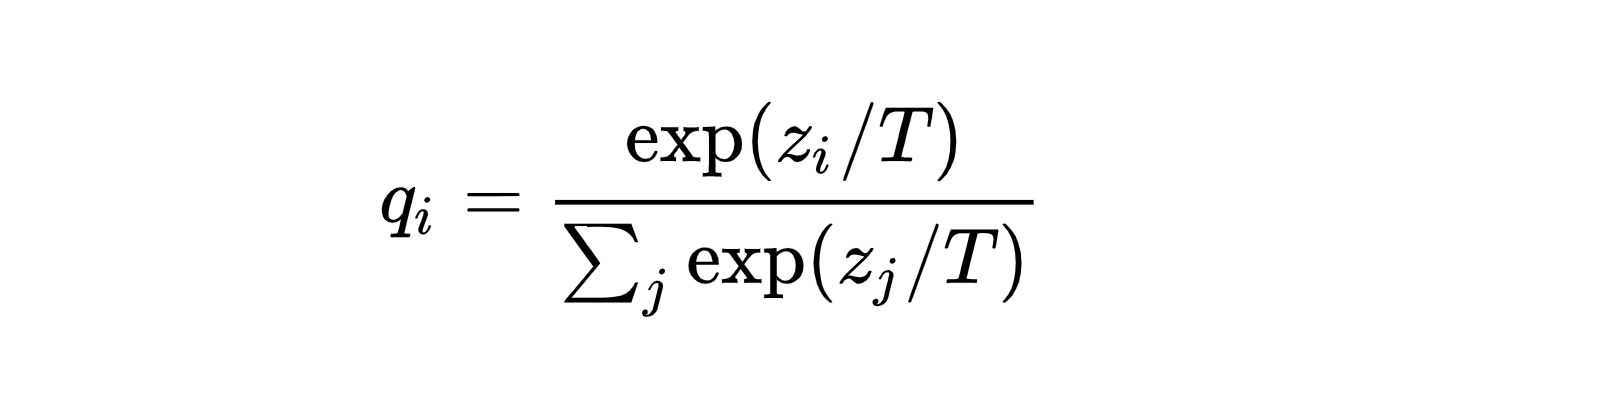 q_i = \frac{\exp(z_i/T)}{\sum_j \exp(z_j/T)}